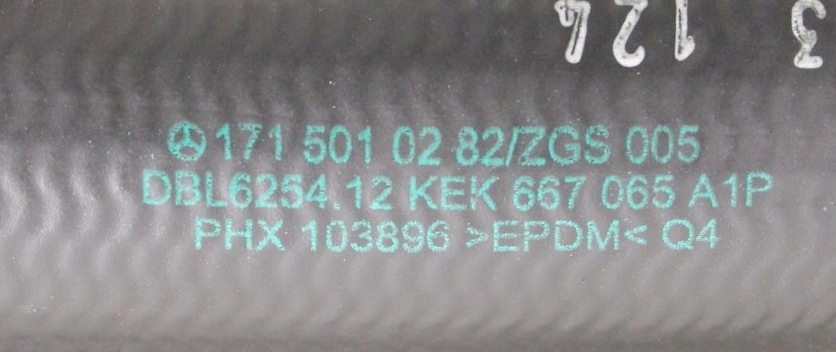 3 124
171 501 02 82/ZGS 005
DBL6254.12 KEK 667 065 A1P
PHX 103896 >EPDM< Q4